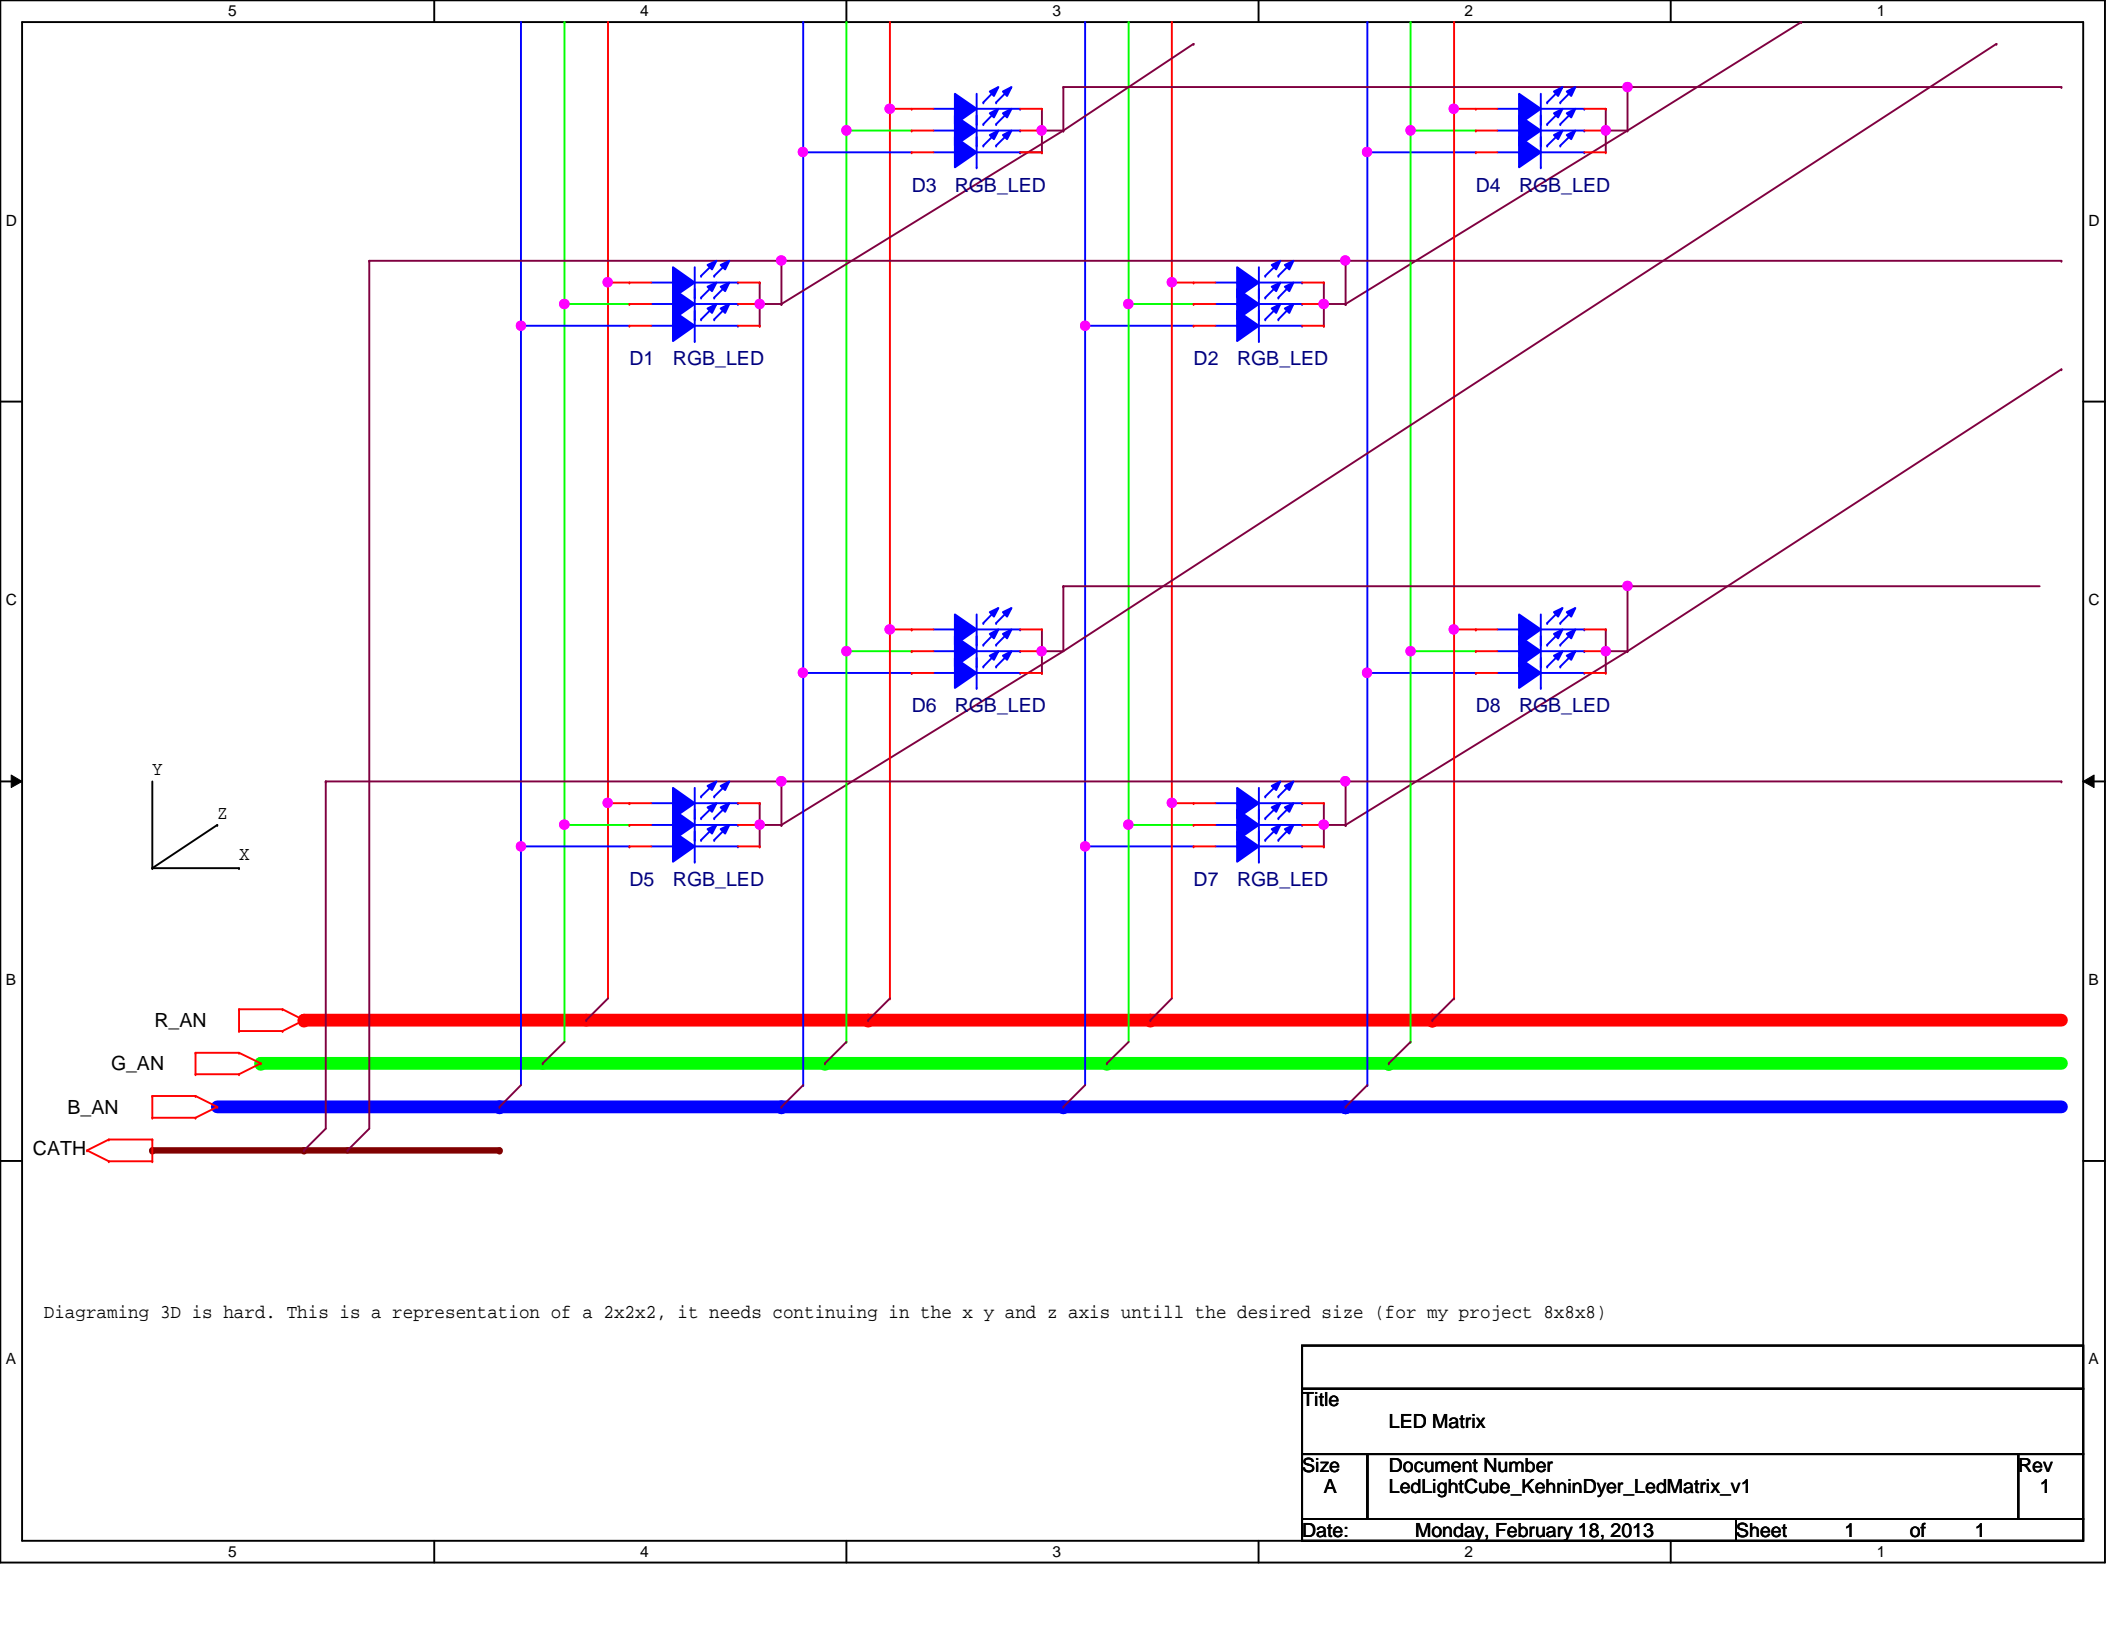 5 4 3 2 1
D3 RGB_LED
D4 RGB_LED
D D
D1 RGB_LED
D2 RGB_LED
C C
D6 RGB_LED
D8 RGB_LED
Y
Z
X
D5 RGB_LED
D7 RGB_LED
B B
R_AN
G_AN
B_AN
CATH
Diagraming 3D is hard. This is a representation of a 2x2x2, it needs continuing in the x y and z axis untill the desired size (for my project 8x8x8)
A A
Title
LED Matrix
Size Document Number Rev
A LedLightCube_KehninDyer_LedMatrix_v1 1
Date: Monday, February 18, 2013 Sheet 1 of 1
5 4 3 2 1